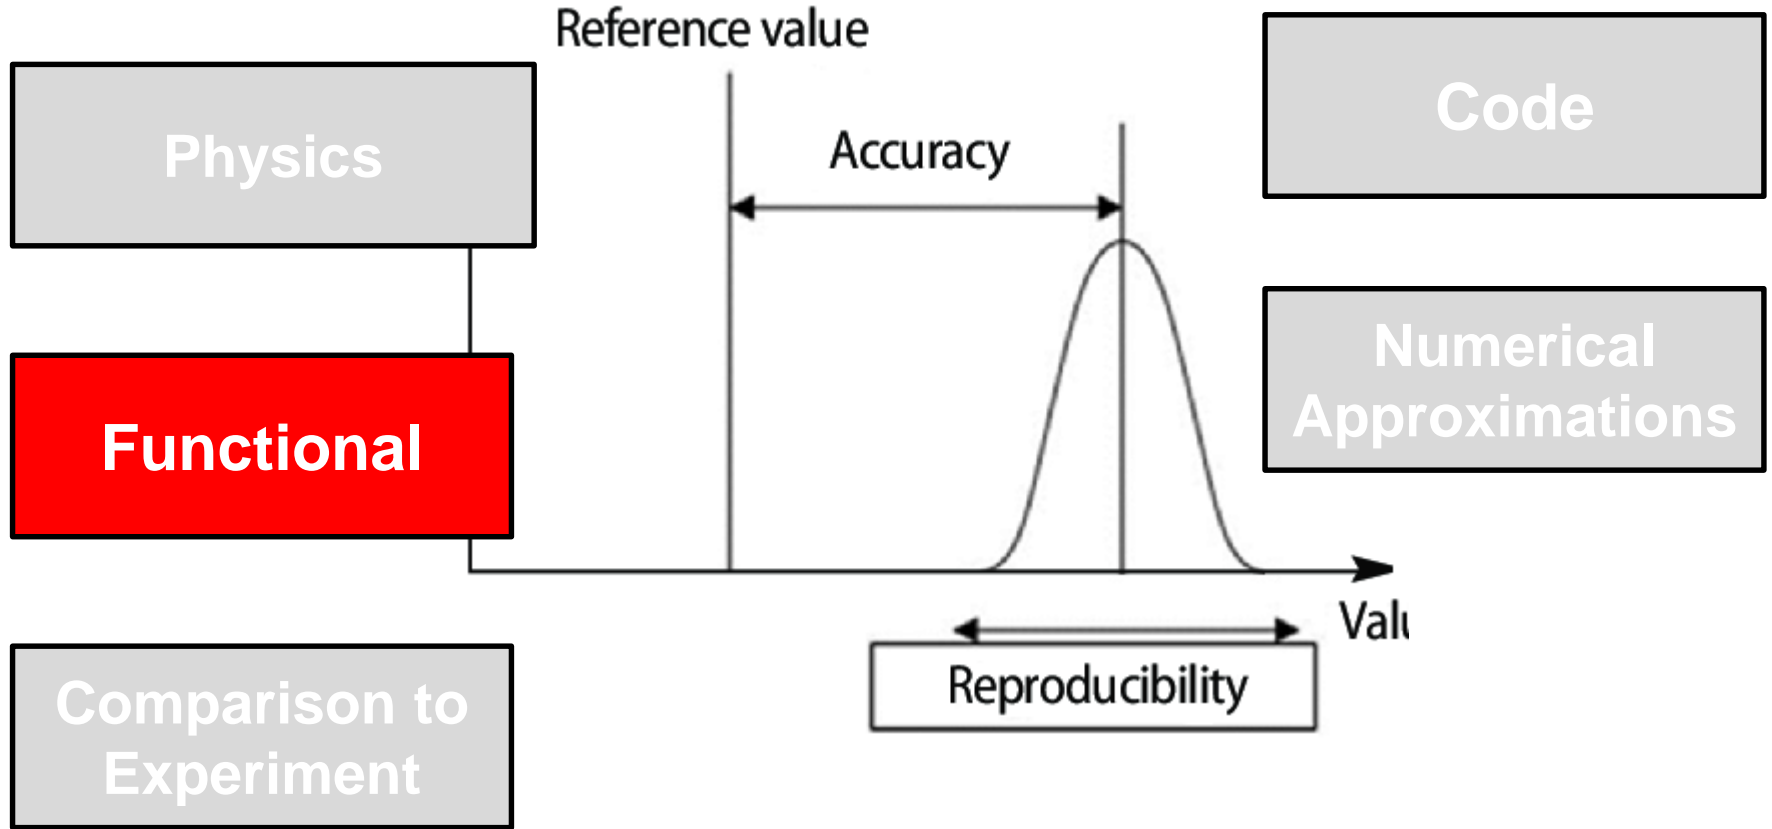 Reference value
Physics
Accuracy
Code
Functional
Numerical
Approximations
Comparison to
Experiment
Reproducibility